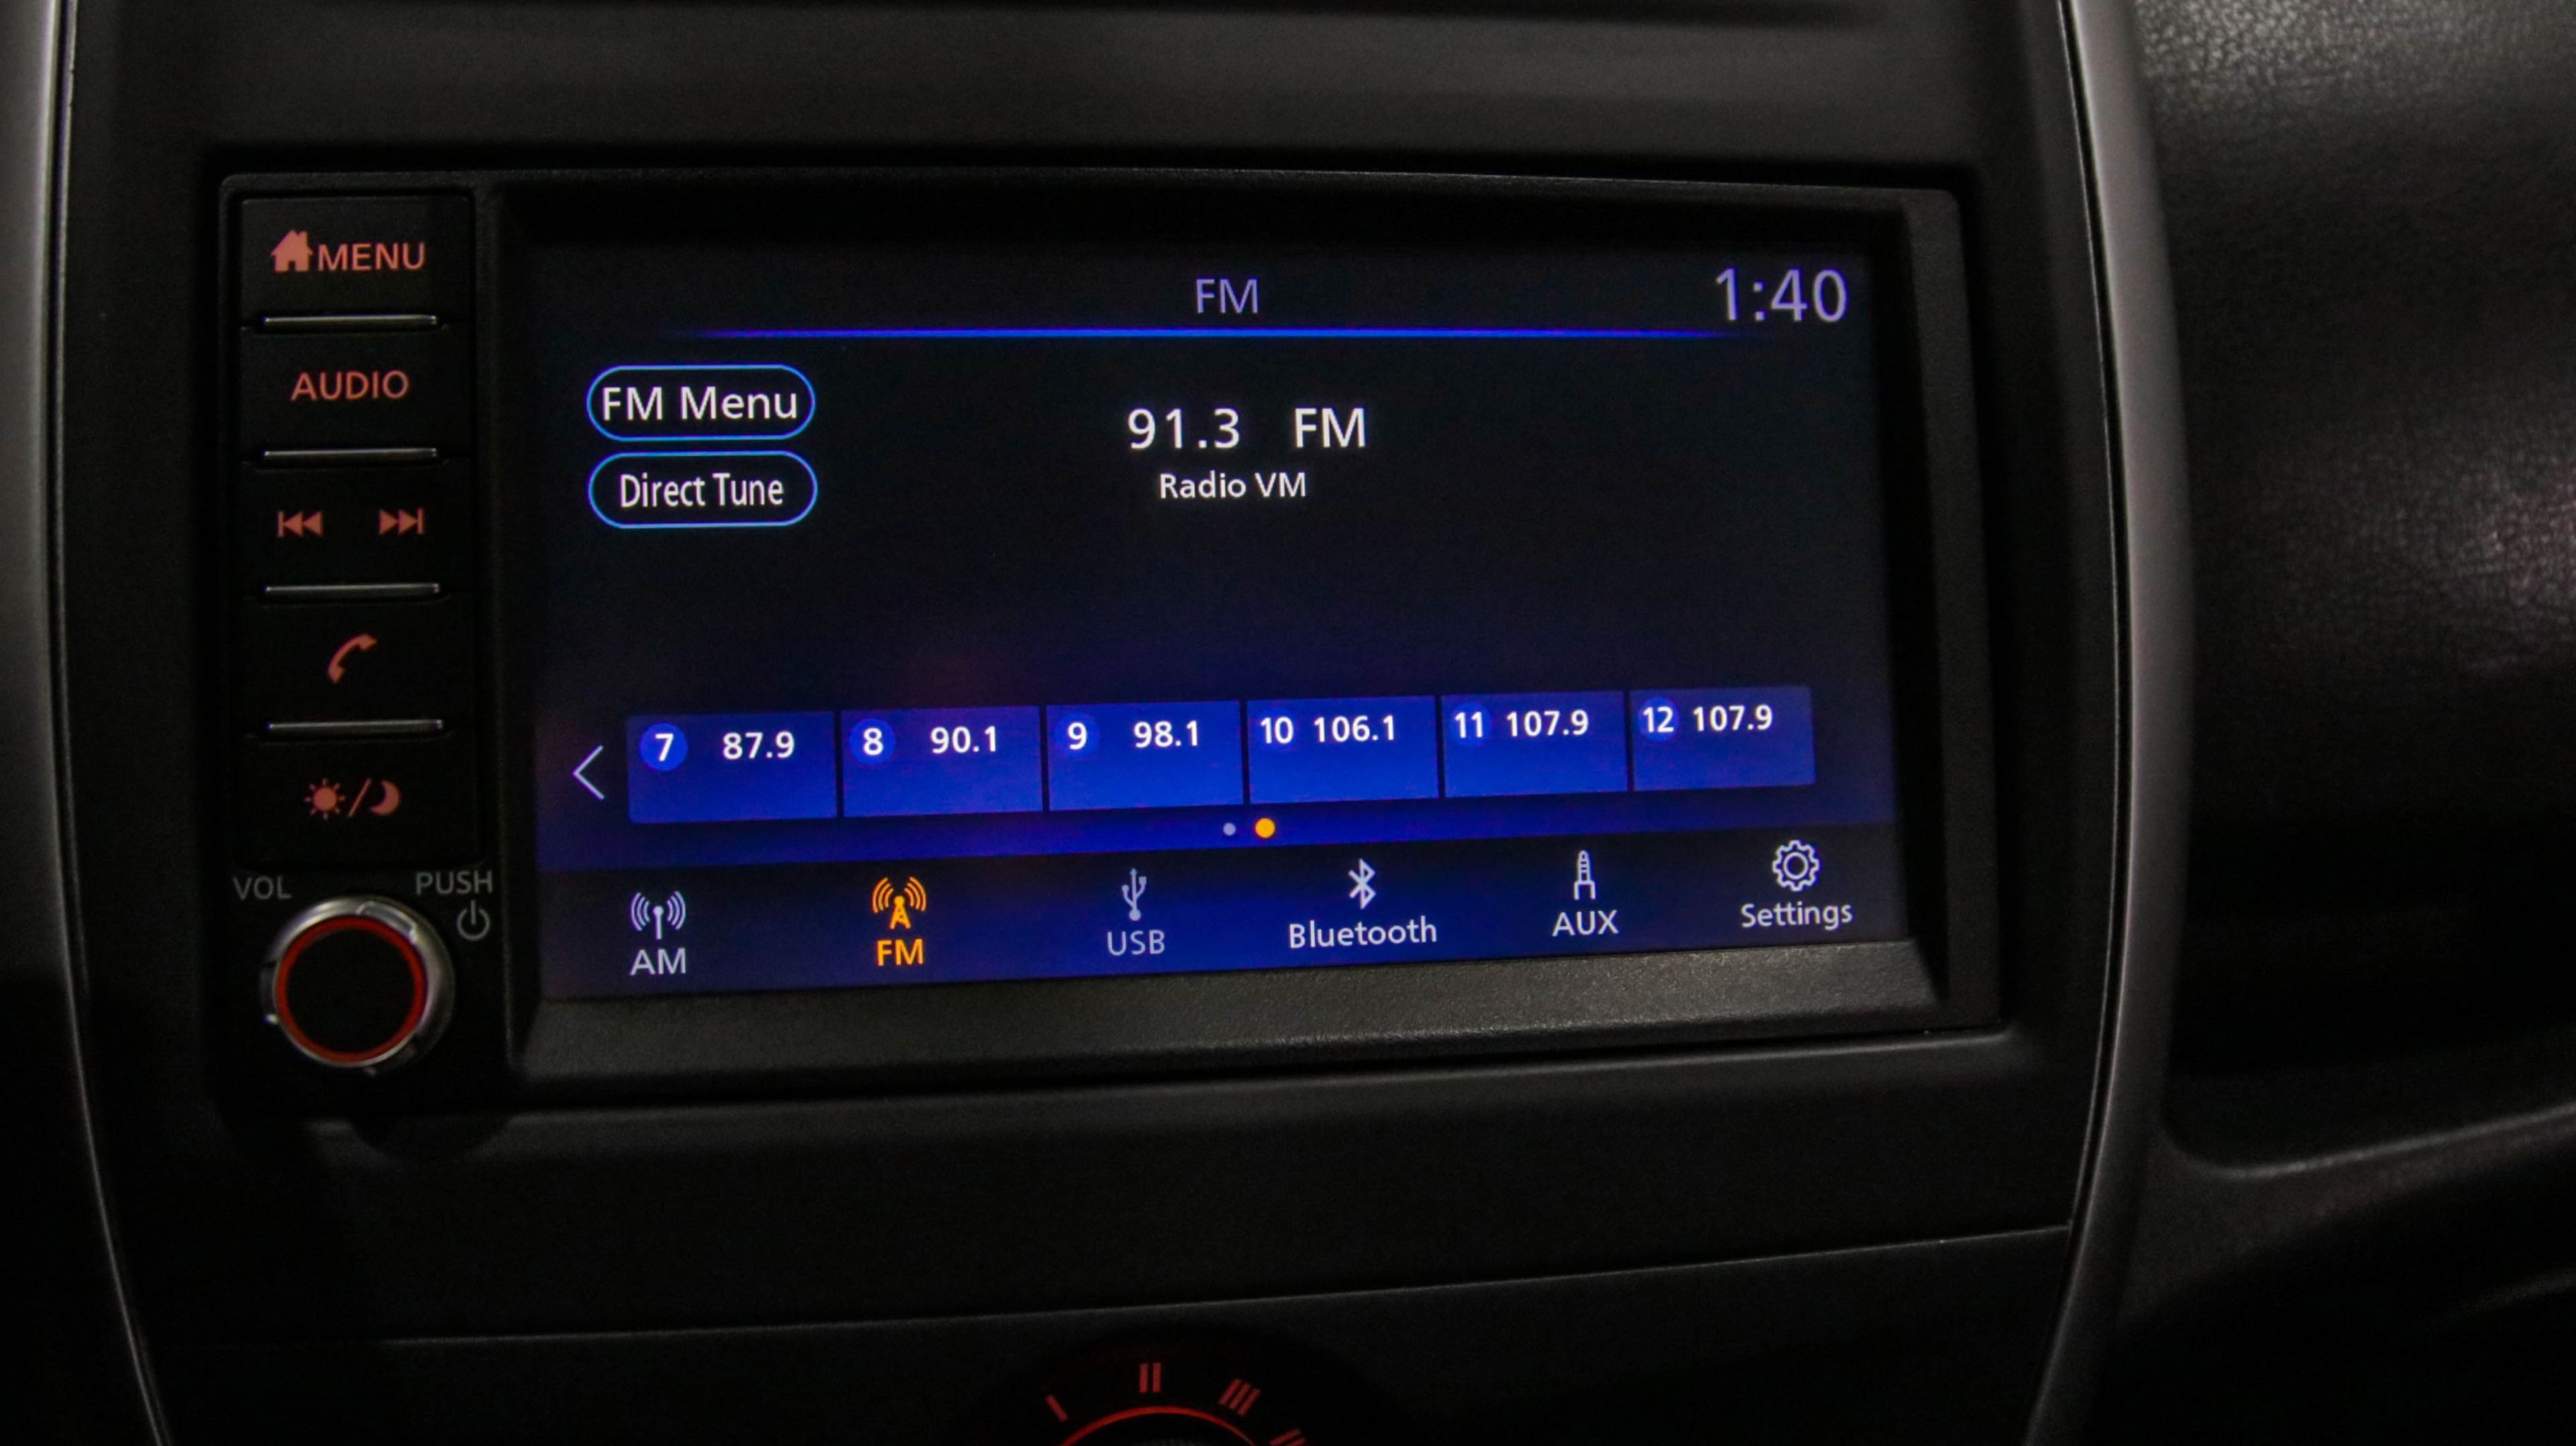 MENU
AUDIO
VOL
PUSH
FM
1:40
FM Menu
Direct Tune
91.3 FM
Radio VM
7 87.9
8 90.1
9 98.1
10 106.1
11 107.9
12 107.9
AM
FM
USB
Bluetooth
AUX
Settings